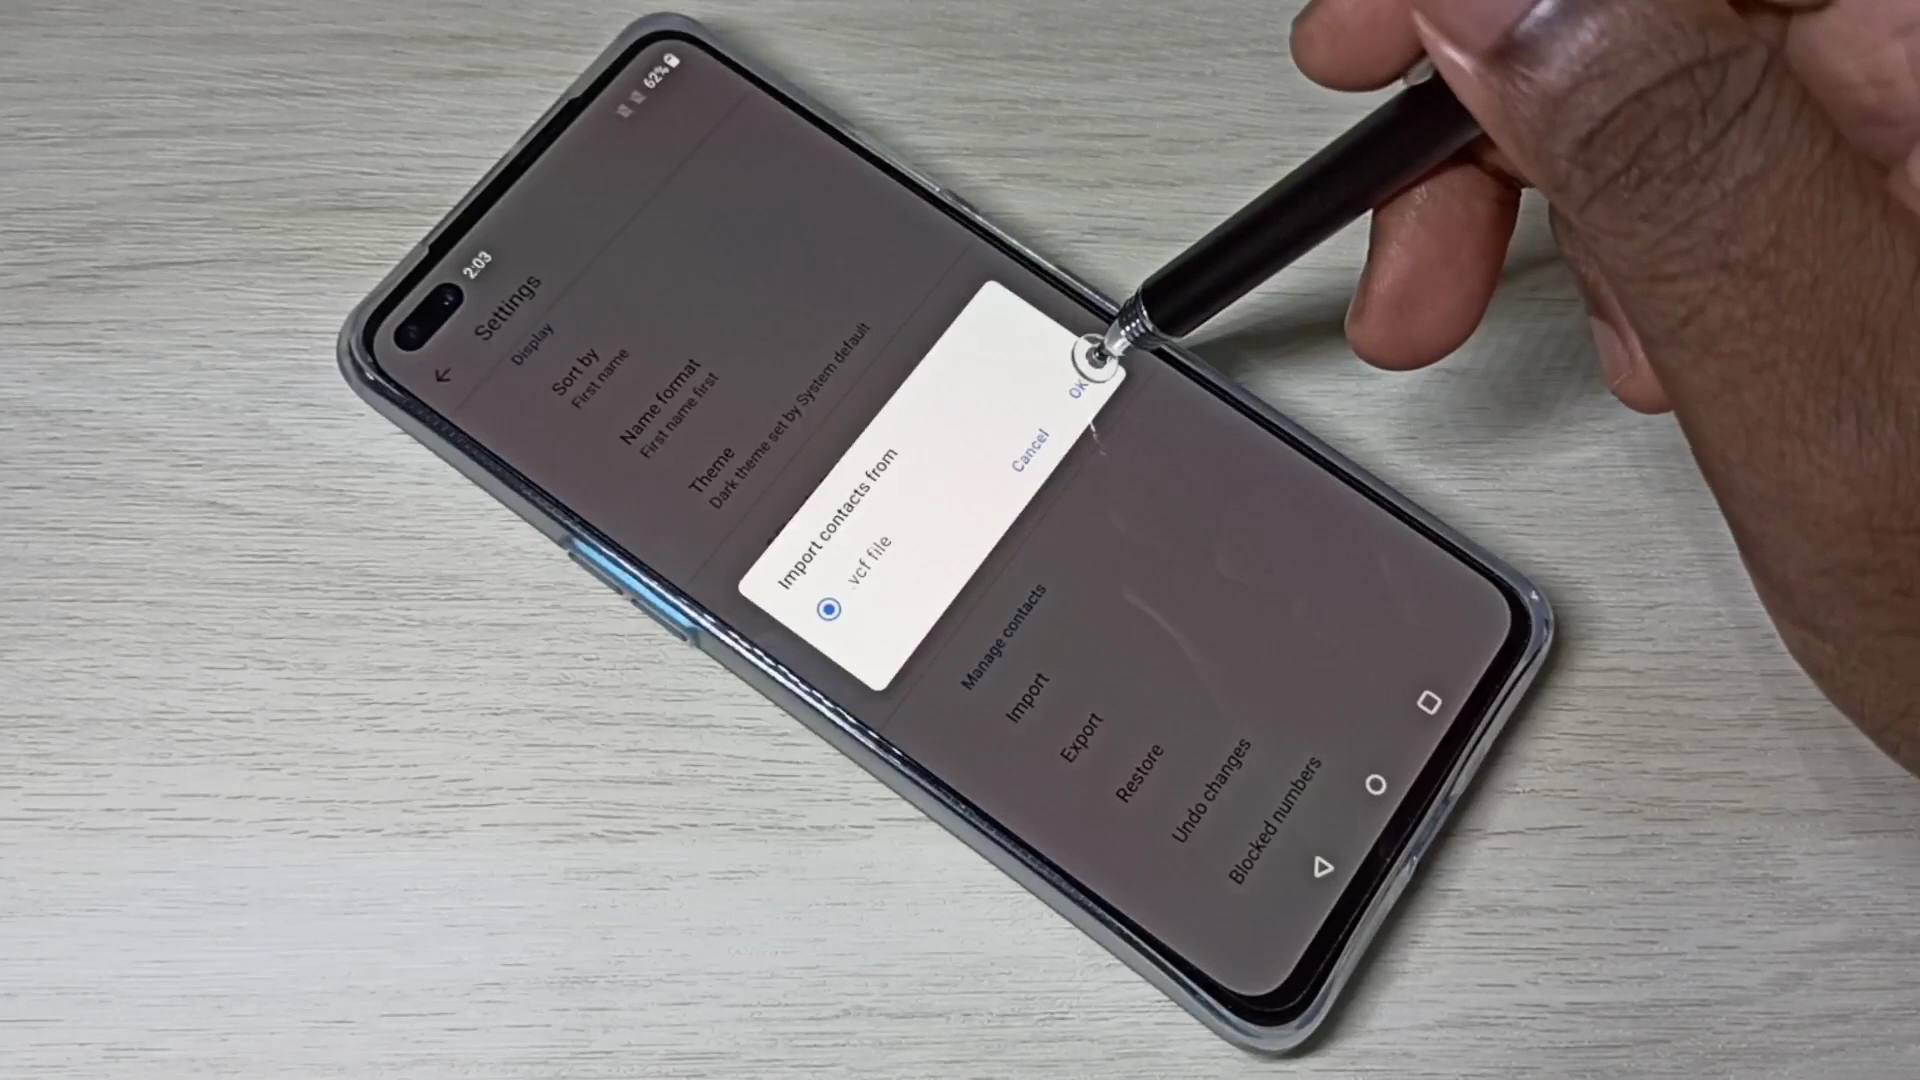 2:03
62%
Settings
Display
Sort by
First name
Name format
First name first
Theme
Dark theme set by System default
Import contacts from
.vcf file
Cancel
OK
Manage contacts
Import
Export
Restore
Undo changes
Blocked numbers